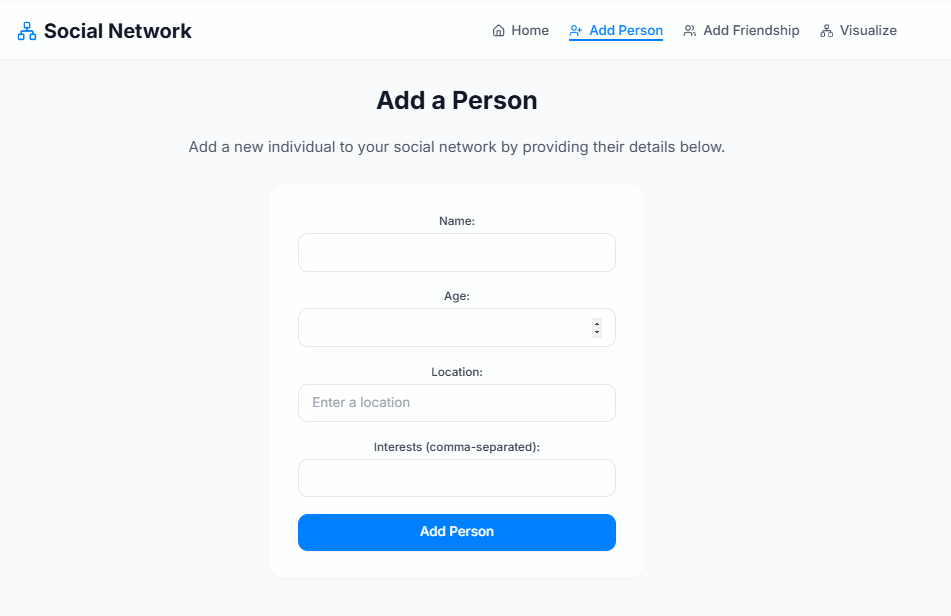 Social Network
Home Add Person Add Friendship Visualize
Add a Person
Add a new individual to your social network by providing their details below.
Name:
Age:
Location:
Enter a location
Interests (comma-separated):
Add Person